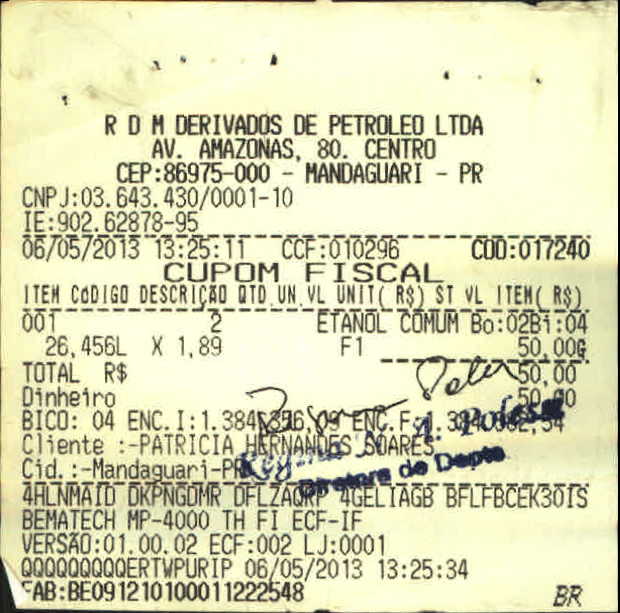 R D M DERIVADOS DE PETROLEO LTDA
AV. AMAZONAS, 80. CENTRO
CEP:86975-000 - MANDAGUARI - PR
CNPJ:03.643.430/0001-10
IE:902.62878-95
06/05/2013 13:25:11 CCF:010296 COO:017240
CUPOM FISCAL
ITEM CÓDIGO DESCRIÇÃO QTD.UN.VL UNIT( R$) ST VL ITEM( R$)
001 2 ETANOL COMUM Bo:02Bi:04
26,456L X 1,89 F1 50,00G
TOTAL R$ 50,00
Dinheiro 50,00
BICO: 04 ENC.I: ENC.F:
Cliente :-PATRICIA HERNANDES SOARES
Cid.:-Mandaguari-PR
Diretora de Depto.
4HLNMAID DKPNGDMR DFLZAQRF 4GELIAGB BFLFBCEK30IS
BEMATECH MP-4000 TH FI ECF-IF
VERSÃO:01.00.02 ECF:002 LJ:0001
QQQQQQQQQERTWPURIP 06/05/2013 13:25:34
FAB:BE091210100011222548 BR